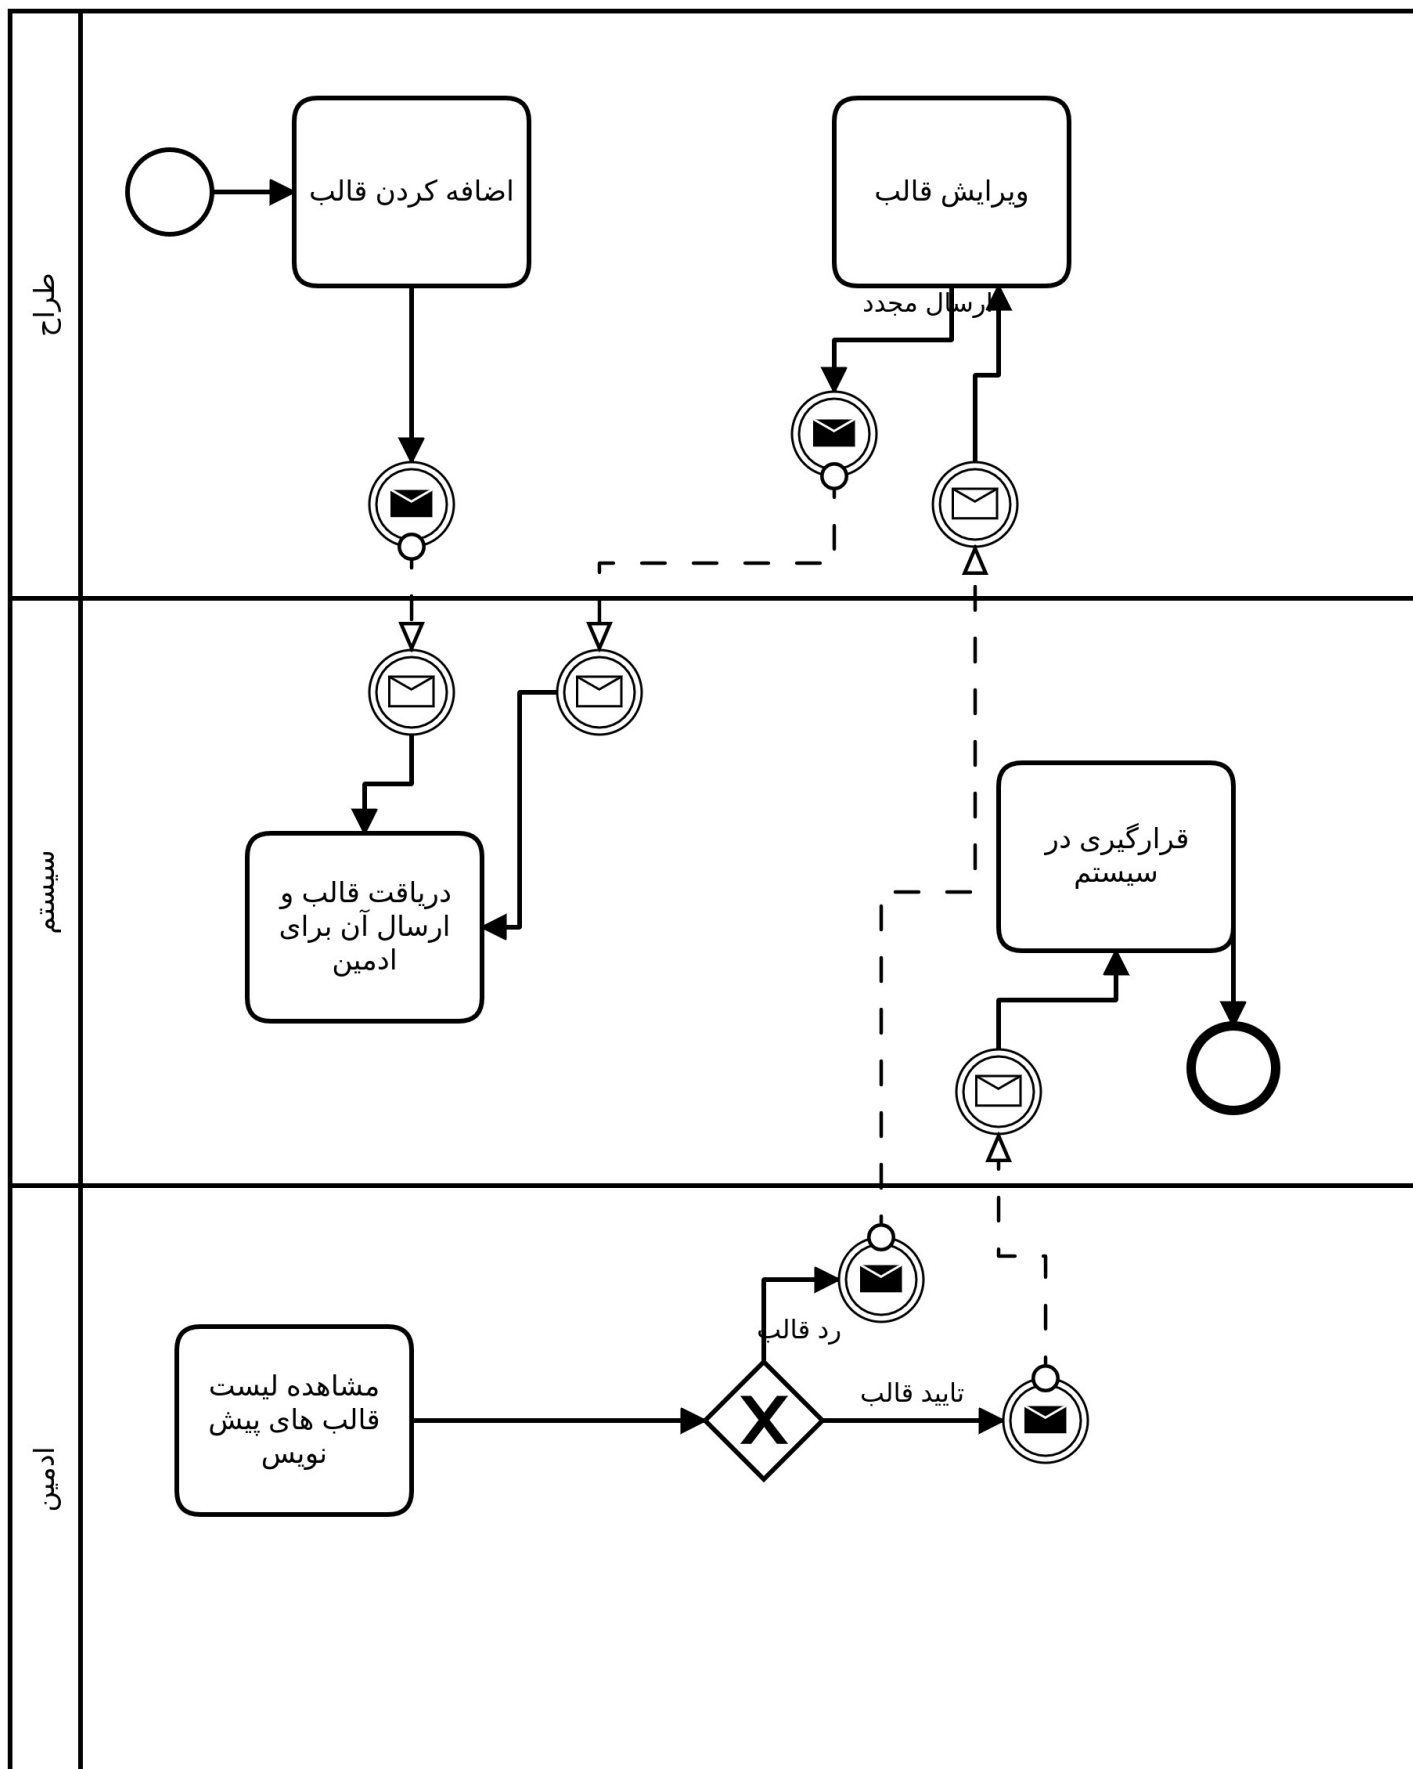 طراح
اضافه کردن قالب
ویرایش قالب
ارسال مجدد
سیستم
دریاقت قالب و
ارسال آن برای
ادمین
قرارگیری در
سیستم
ادمین
مشاهده لیست
قالب های پیش
نویس
رد قالب
تایید قالب